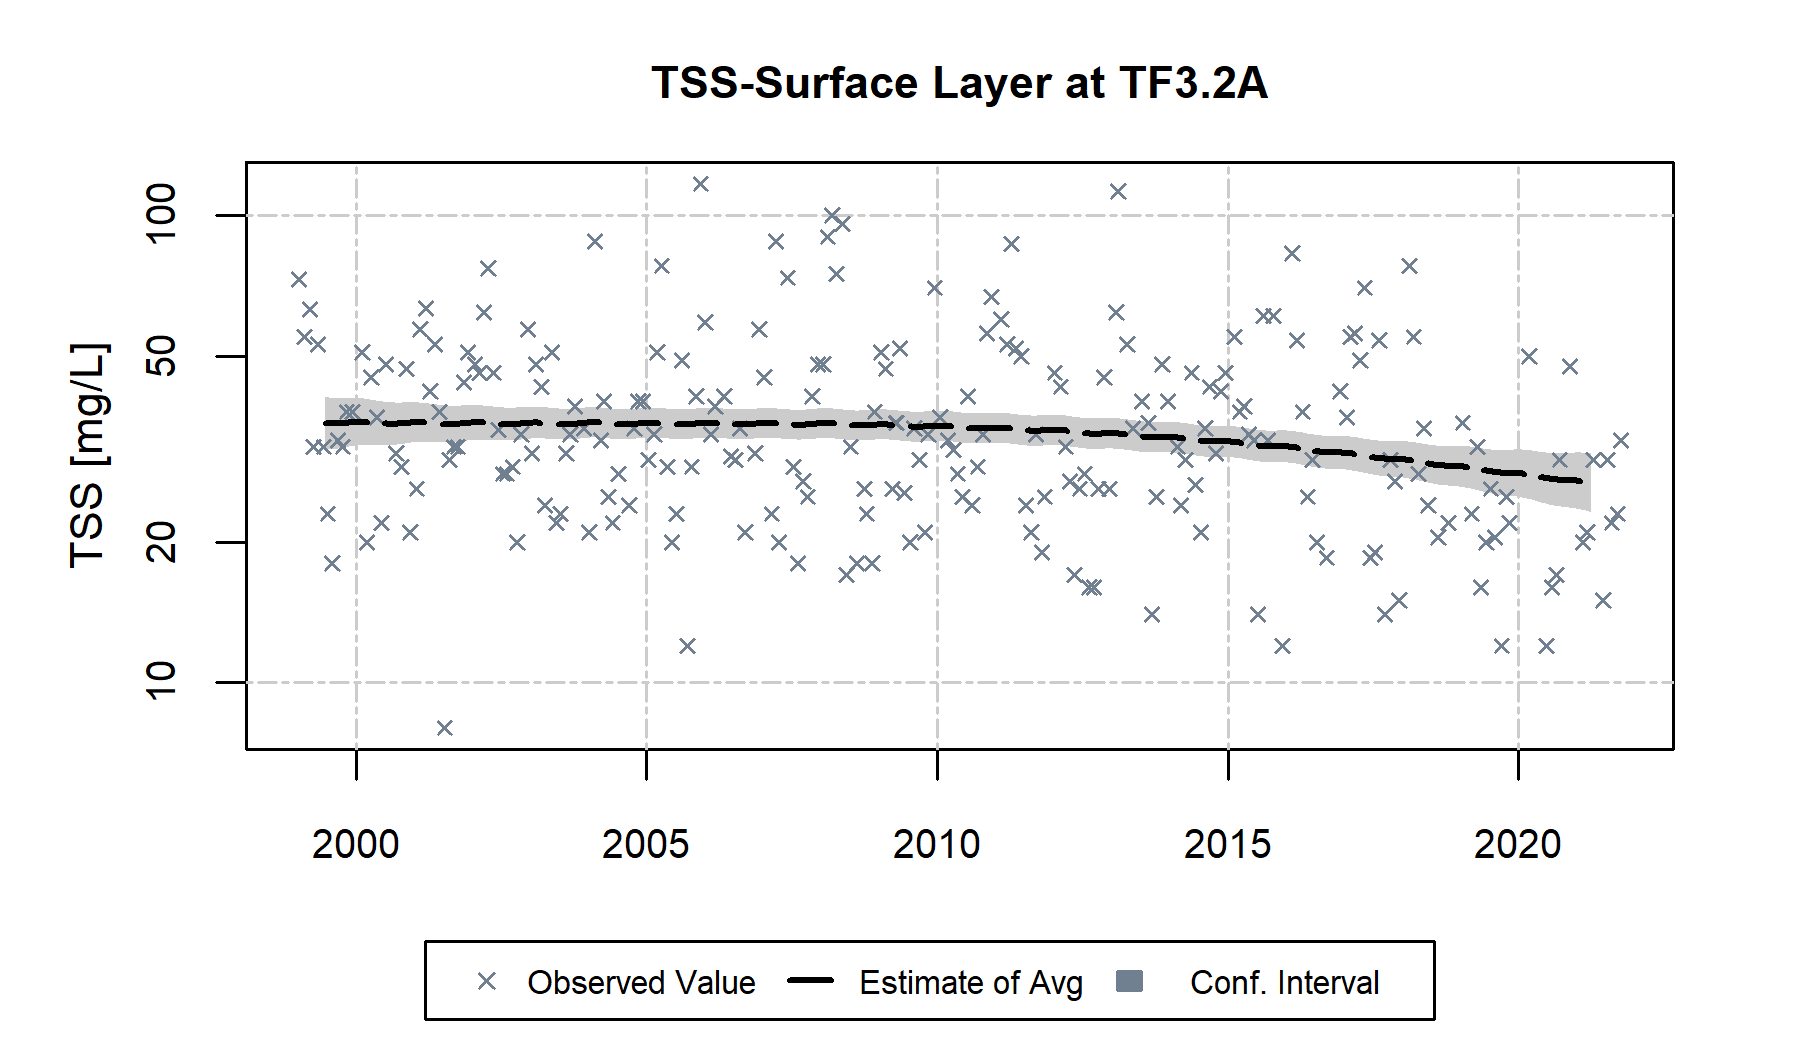 TSS-Surface Layer at TF3.2A
TSS [mg/L]
100
50
20
10
2000 2005 2010 2015 2020
Observed Value Estimate of Avg Conf. Interval